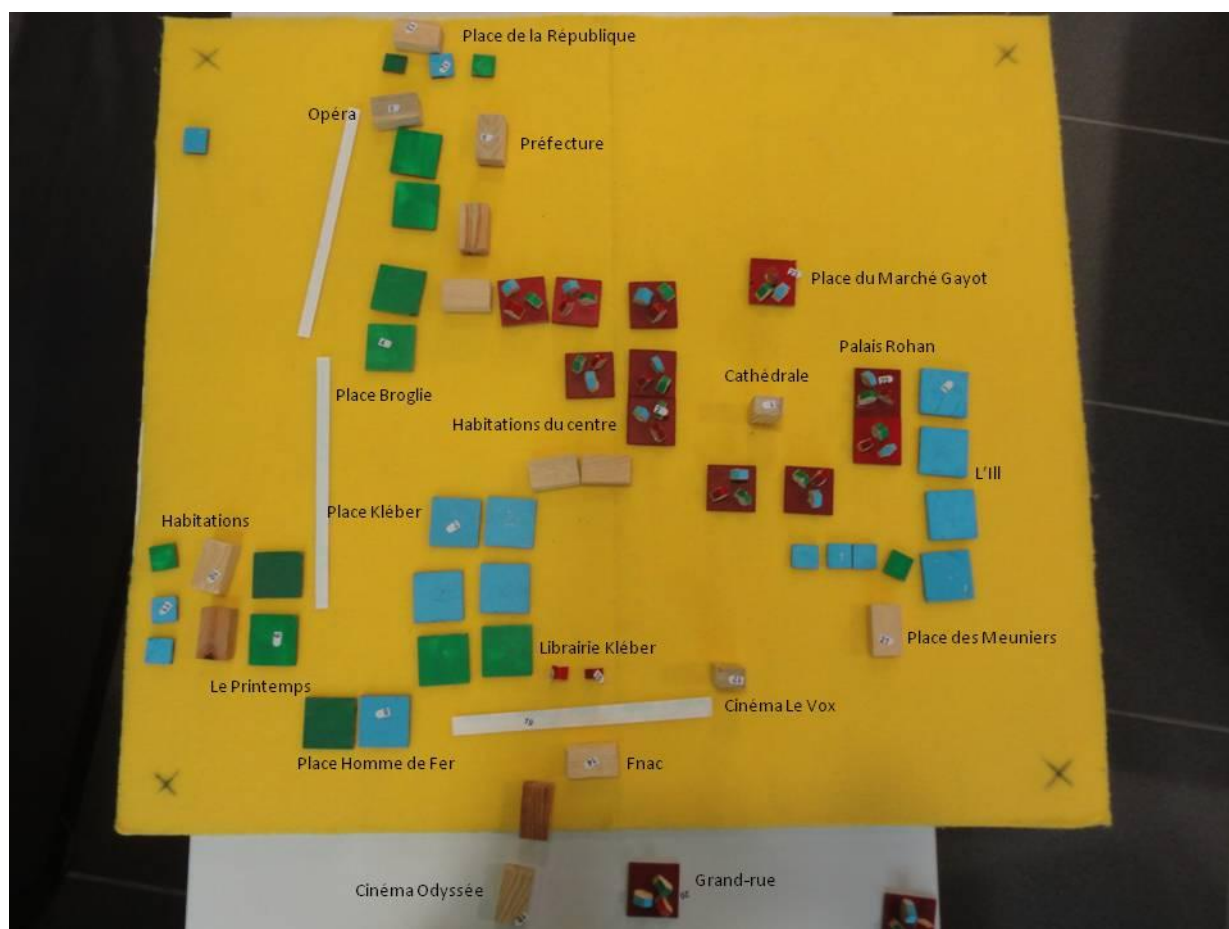 Place de la République
Opéra
Préfecture
Place du Marché Gayot
Palais Rohan
Cathédrale
Place Broglie
Habitations du centre
L'Ill
Place Kléber
Habitations
Librairie Kléber
Place des Meuniers
Le Printemps
Cinéma Le Vox
Place Homme de Fer
Fnac
Cinéma Odyssée
Grand-rue